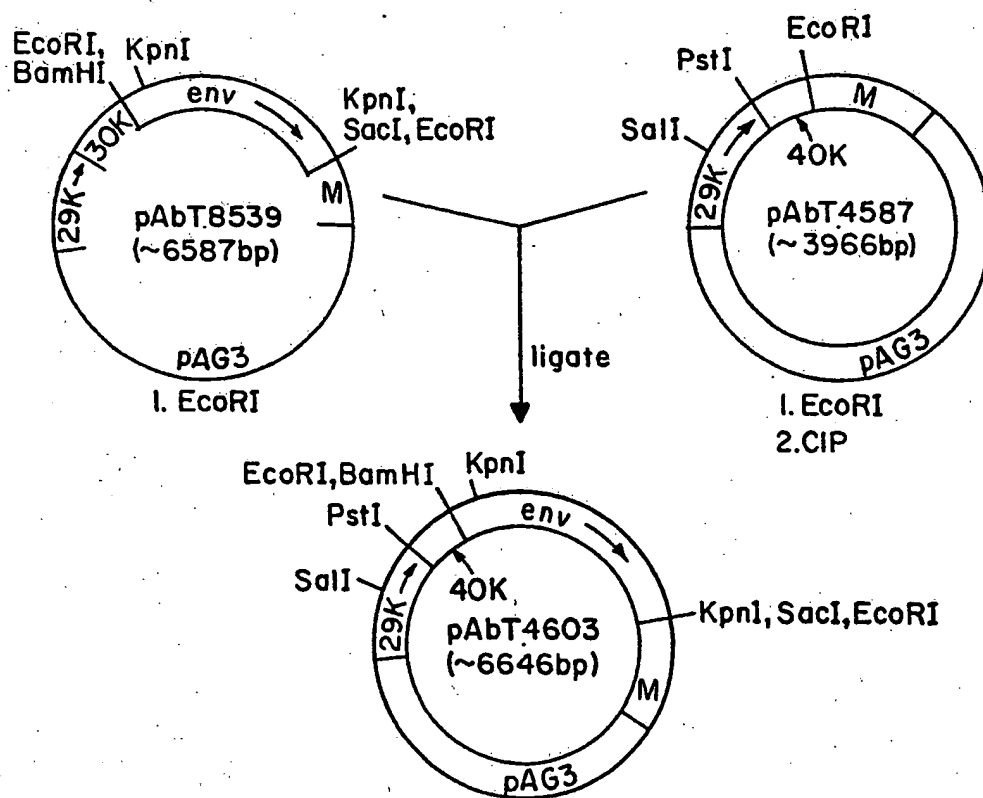 EcoRI,
BamHI
KpnI
env
KpnI,
SacI, EcoRI
30K
29K
M
pAbT8539
(~6587bp)
pAG3
1. EcoRI
EcoRI
PstI
M
SalI
40K
29K
pAbT4587
(~3966bp)
pAG3
1. EcoRI
2. CIP
ligate
EcoRI, BamHI
KpnI
PstI
env
SalI
40K
29K
KpnI, SacI, EcoRI
pAbT4603
(~6646bp)
M
pAG3